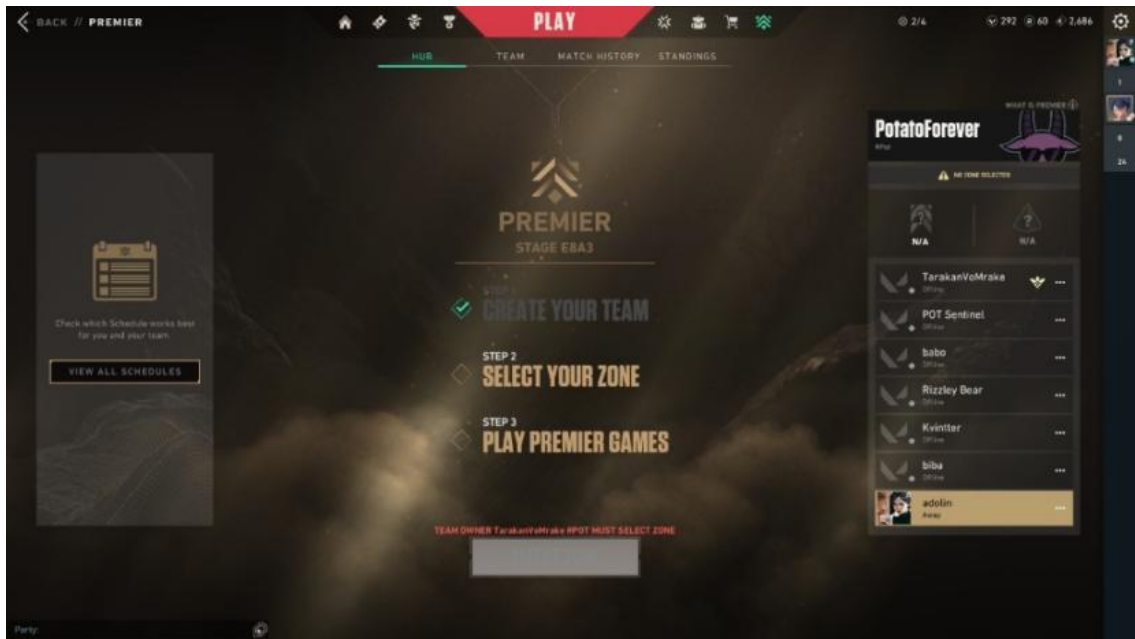 BACK // PREMIER
PLAY
2/4
292
60
2,686
HUB
TEAM
MATCH HISTORY
STANDINGS
WHAT IS PREMIER
PotatoForever
NO ZONE SELECTED
N/A
N/A
PREMIER
STAGE E8A3
STEP 1
CREATE YOUR TEAM
STEP 2
SELECT YOUR ZONE
STEP 3
PLAY PREMIER GAMES
Check which Schedule works best
for you and your team
VIEW ALL SCHEDULES
TarakanVoMrake
Offline
POT Sentinel
Offline
babo
Offline
Rizzley Bear
Offline
Kvintter
Offline
biba
Offline
adolin
Away
1
6
24
TEAM OWNER TarakanVoMrake #POT MUST SELECT ZONE
Party